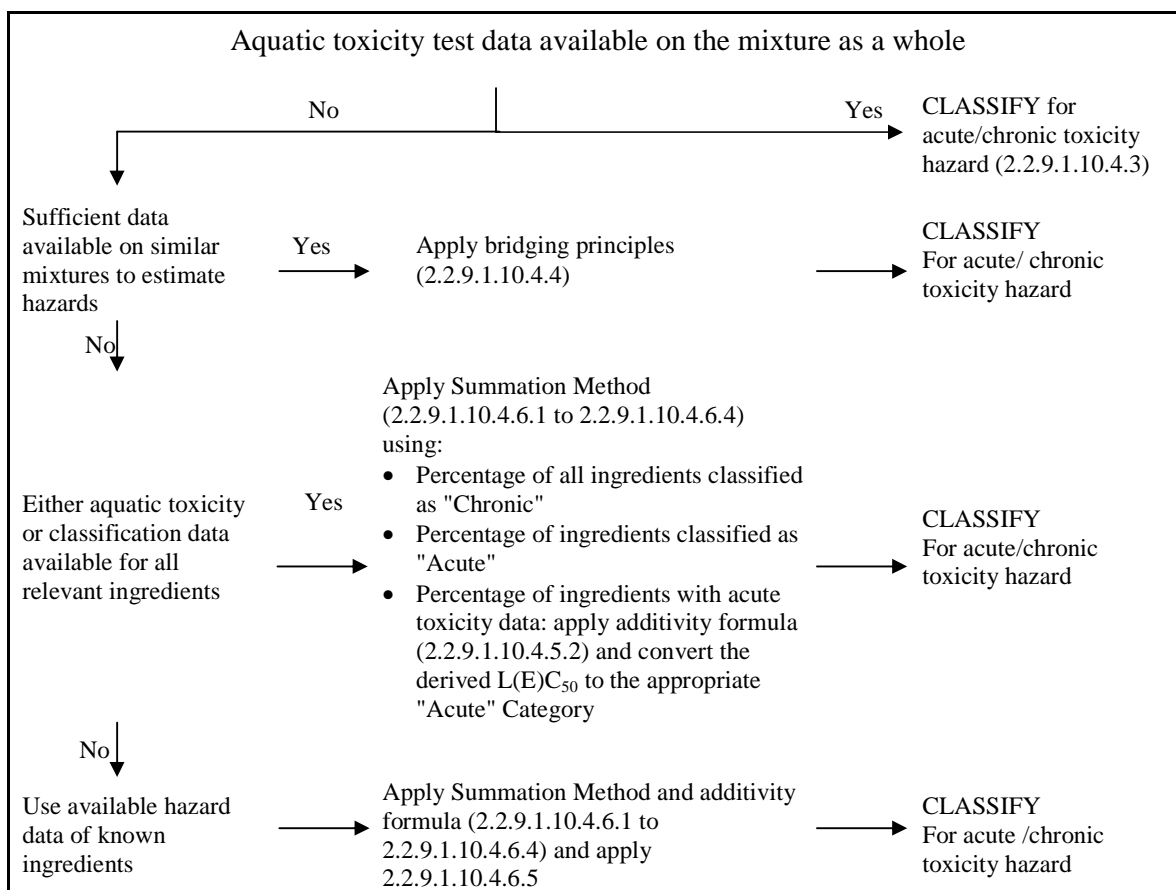 Aquatic toxicity test data available on the mixture as a whole
No
Yes
CLASSIFY for
acute/chronic toxicity
hazard (2.2.9.1.10.4.3)
Sufficient data
available on similar
mixtures to estimate
hazards
Yes
Apply bridging principles
(2.2.9.1.10.4.4)
CLASSIFY
For acute/ chronic
toxicity hazard
No
Either aquatic toxicity
or classification data
available for all
relevant ingredients
Yes
Apply Summation Method
(2.2.9.1.10.4.6.1 to 2.2.9.1.10.4.6.4)
using:
• Percentage of all ingredients classified
as "Chronic"
• Percentage of ingredients classified as
"Acute"
• Percentage of ingredients with acute
toxicity data: apply additivity formula
(2.2.9.1.10.4.5.2) and convert the
derived L(E)C₅₀ to the appropriate
"Acute" Category
CLASSIFY
For acute/chronic
toxicity hazard
No
Use available hazard
data of known
ingredients
Apply Summation Method and additivity
formula (2.2.9.1.10.4.6.1 to
2.2.9.1.10.4.6.4) and apply
2.2.9.1.10.4.6.5
CLASSIFY
For acute /chronic
toxicity hazard